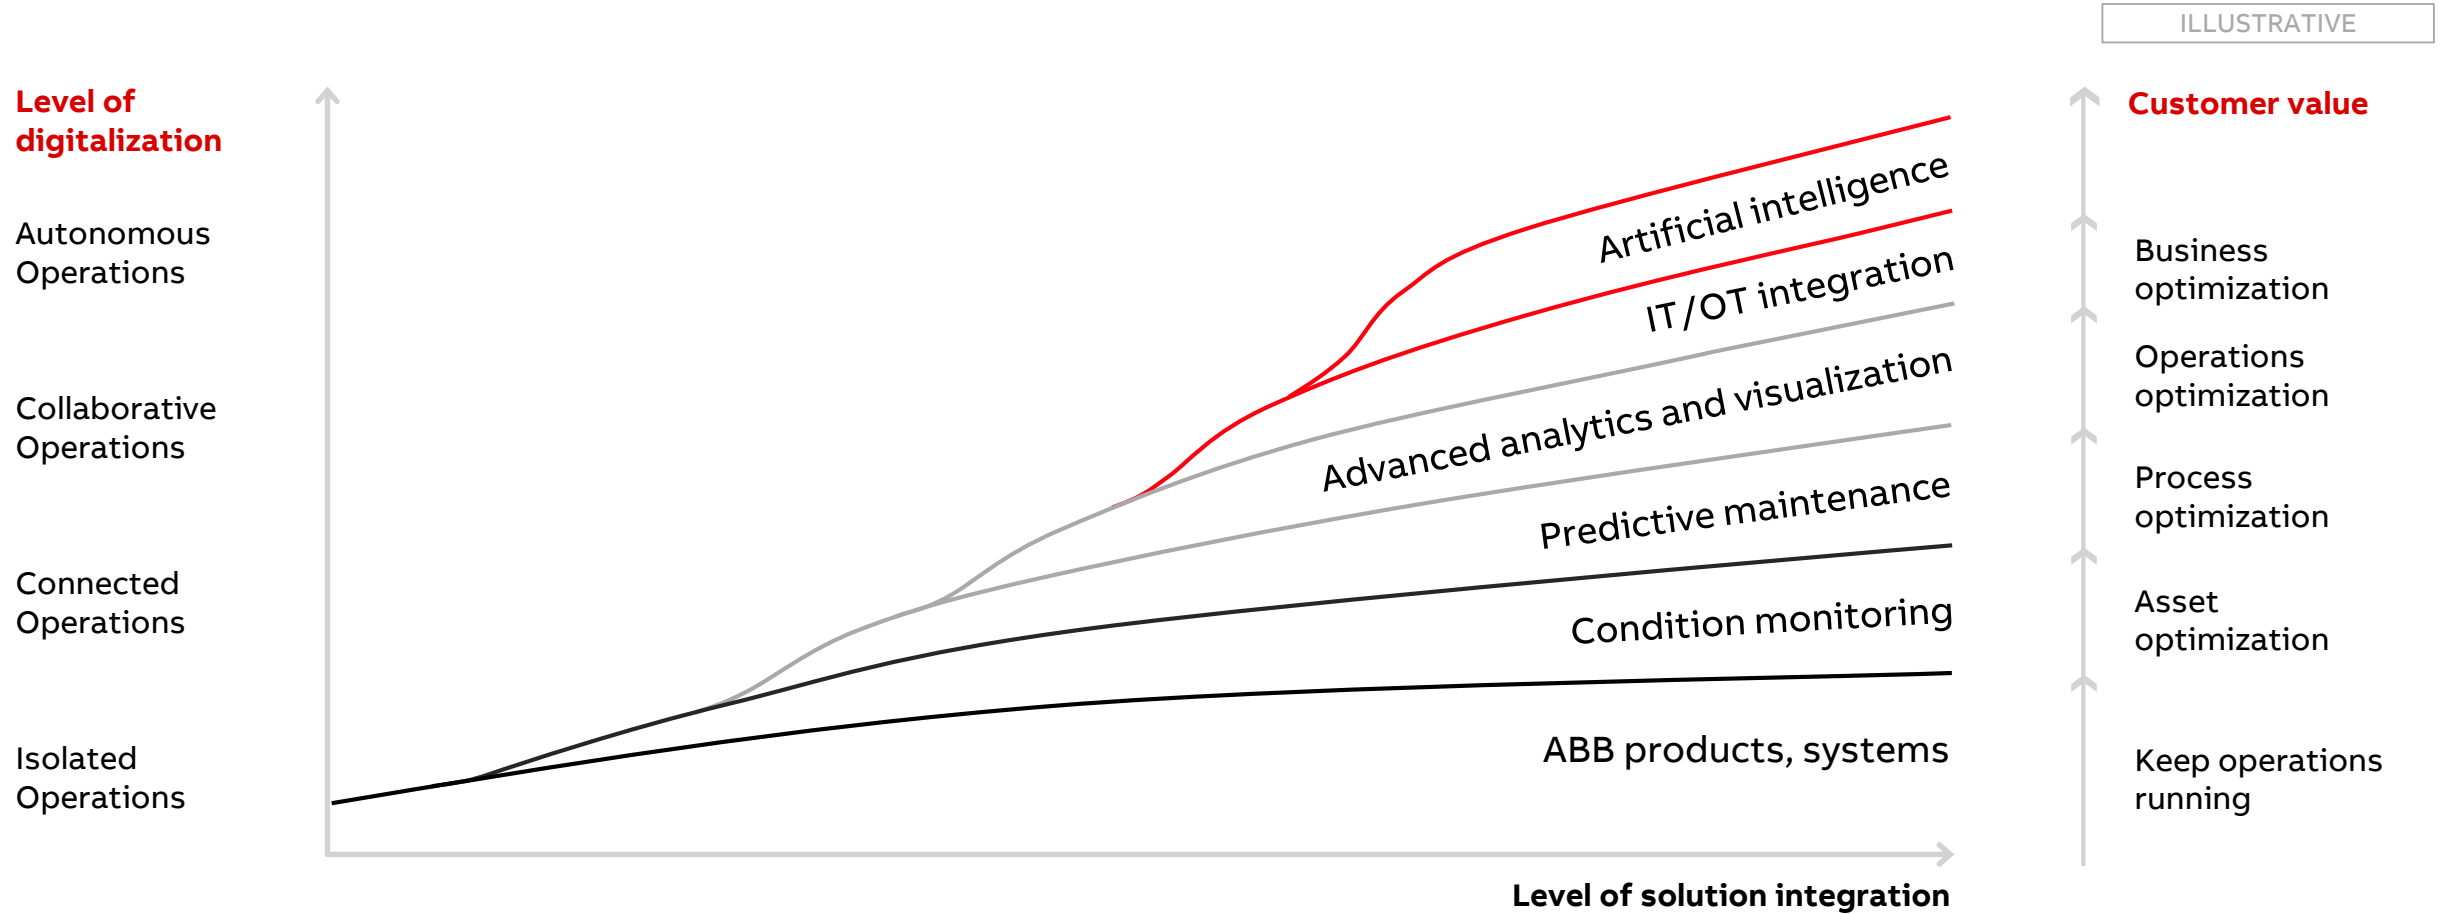 ILLUSTRATIVE
Level of
digitalization
Autonomous
Operations
Collaborative
Operations
Connected
Operations
Isolated
Operations
Artificial intelligence
IT/OT integration
Advanced analytics and visualization
Predictive maintenance
Condition monitoring
ABB products, systems
Level of solution integration
Customer value
Business
optimization
Operations
optimization
Process
optimization
Asset
optimization
Keep operations
running